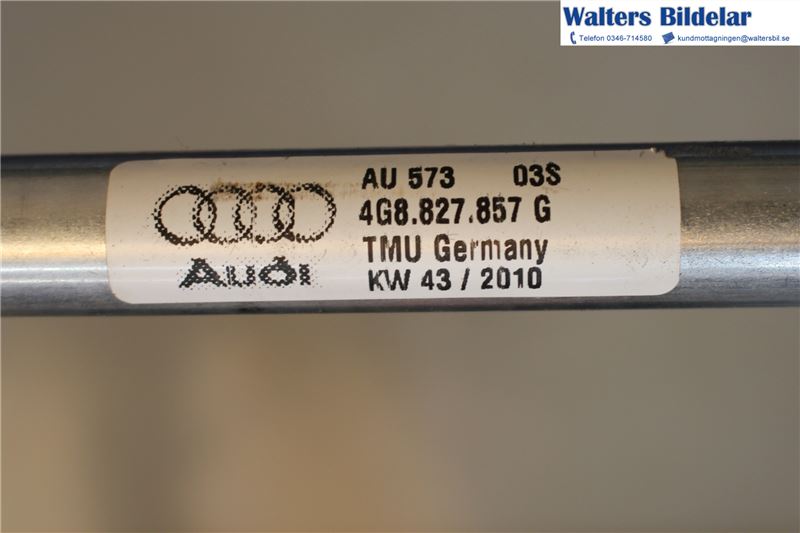 Walters Bildelar
Telefon 0346-714580 kundmottagningen@waltersbil.se
AU 573 03S
4G8.827.857 G
TMU Germany
Audi
KW 43 / 2010